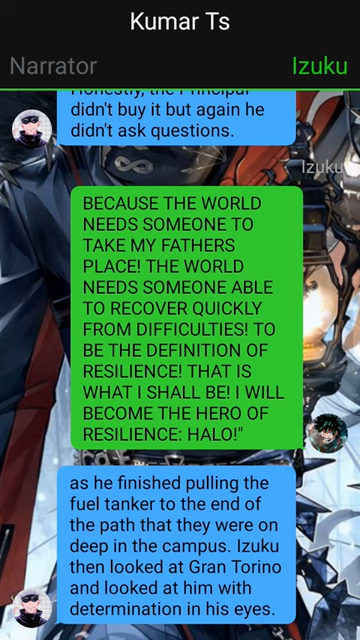 Kumar Ts
Narrator
Izuku
Honestly, the Principal
didn't buy it but again he
didn't ask questions.
Izuku
BECAUSE THE WORLD
NEEDS SOMEONE TO
TAKE MY FATHERS
PLACE! THE WORLD
NEEDS SOMEONE ABLE
TO RECOVER QUICKLY
FROM DIFFICULTIES! TO
BE THE DEFINITION OF
RESILIENCE! THAT IS
WHAT I SHALL BE! I WILL
BECOME THE HERO OF
RESILIENCE: HALO!"
as he finished pulling the
fuel tanker to the end of
the path that they were on
deep in the campus. Izuku
then looked at Gran Torino
and looked at him with
determination in his eyes.